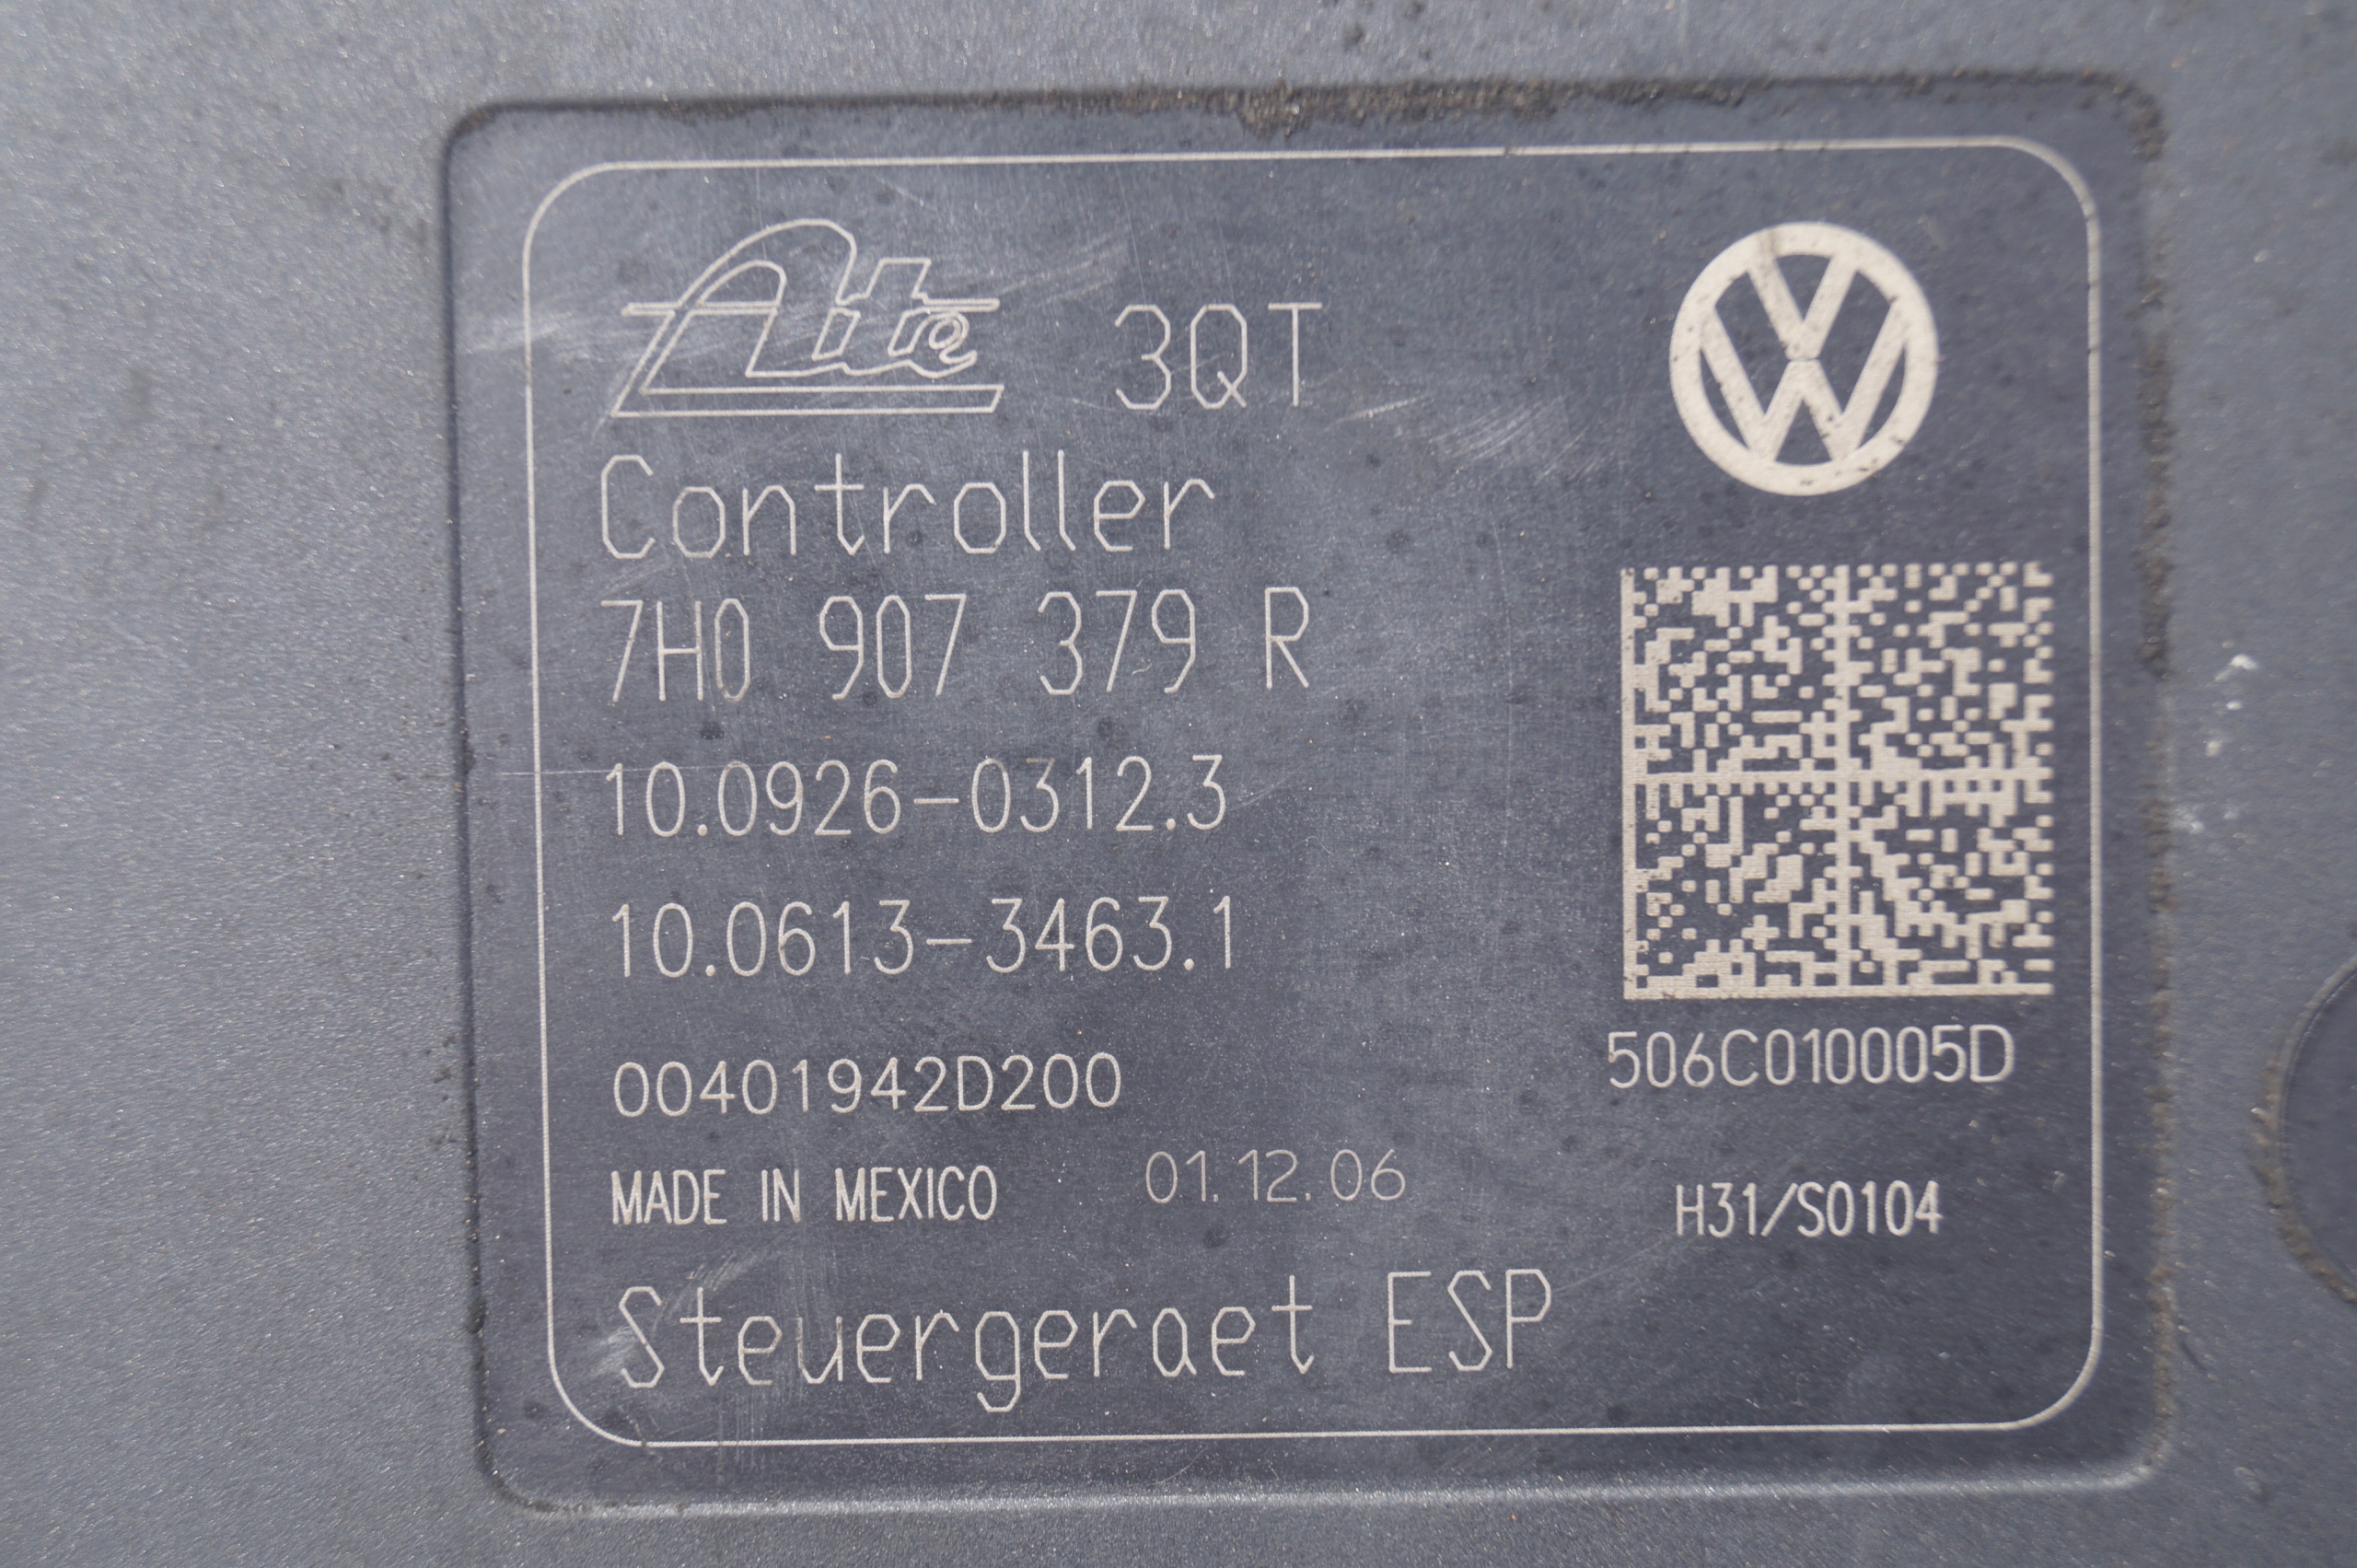 Ate 3QT
Controller
7H0 907 379 R
10.0926-0312.3
10.0613-3463.1
00401942D200
506C010005D
MADE IN MEXICO 01.12.06
H31/S0104
Steuergeraet ESP